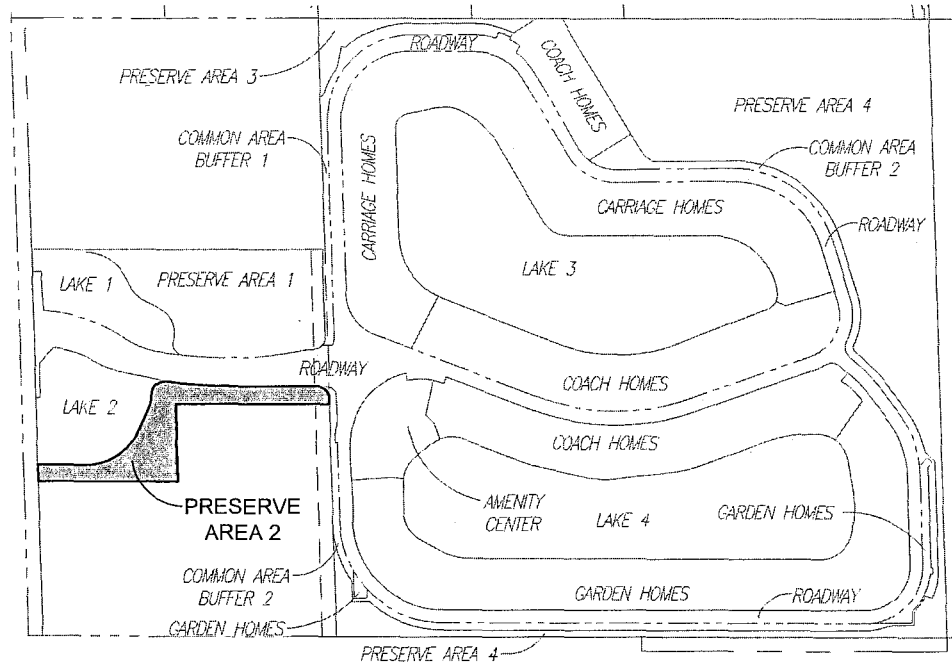 ROADWAY
COACH HOMES
PRESERVE AREA 3
PRESERVE AREA 4
COMMON AREA
BUFFER 1
COMMON AREA
BUFFER 2
CARRIAGE HOMES
CARRIAGE HOMES
ROADWAY
LAKE 3
LAKE 1
PRESERVE AREA 1
ROADWAY
COACH HOMES
LAKE 2
COACH HOMES
PRESERVE
AREA 2
AMENITY
CENTER
LAKE 4
GARDEN HOMES
COMMON AREA
BUFFER 2
GARDEN HOMES
ROADWAY
GARDEN HOMES
PRESERVE AREA 4